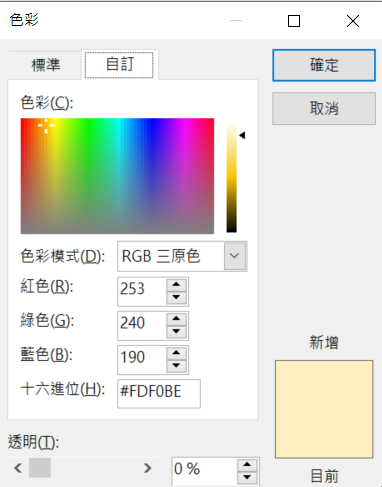 色彩
標準
自訂
確定
取消
色彩(C):
色彩模式(D): RGB 三原色
紅色(R): 253
綠色(G): 240
藍色(B): 190
十六進位(H): #FDF0BE
新增
目前
透明(T):
0 %